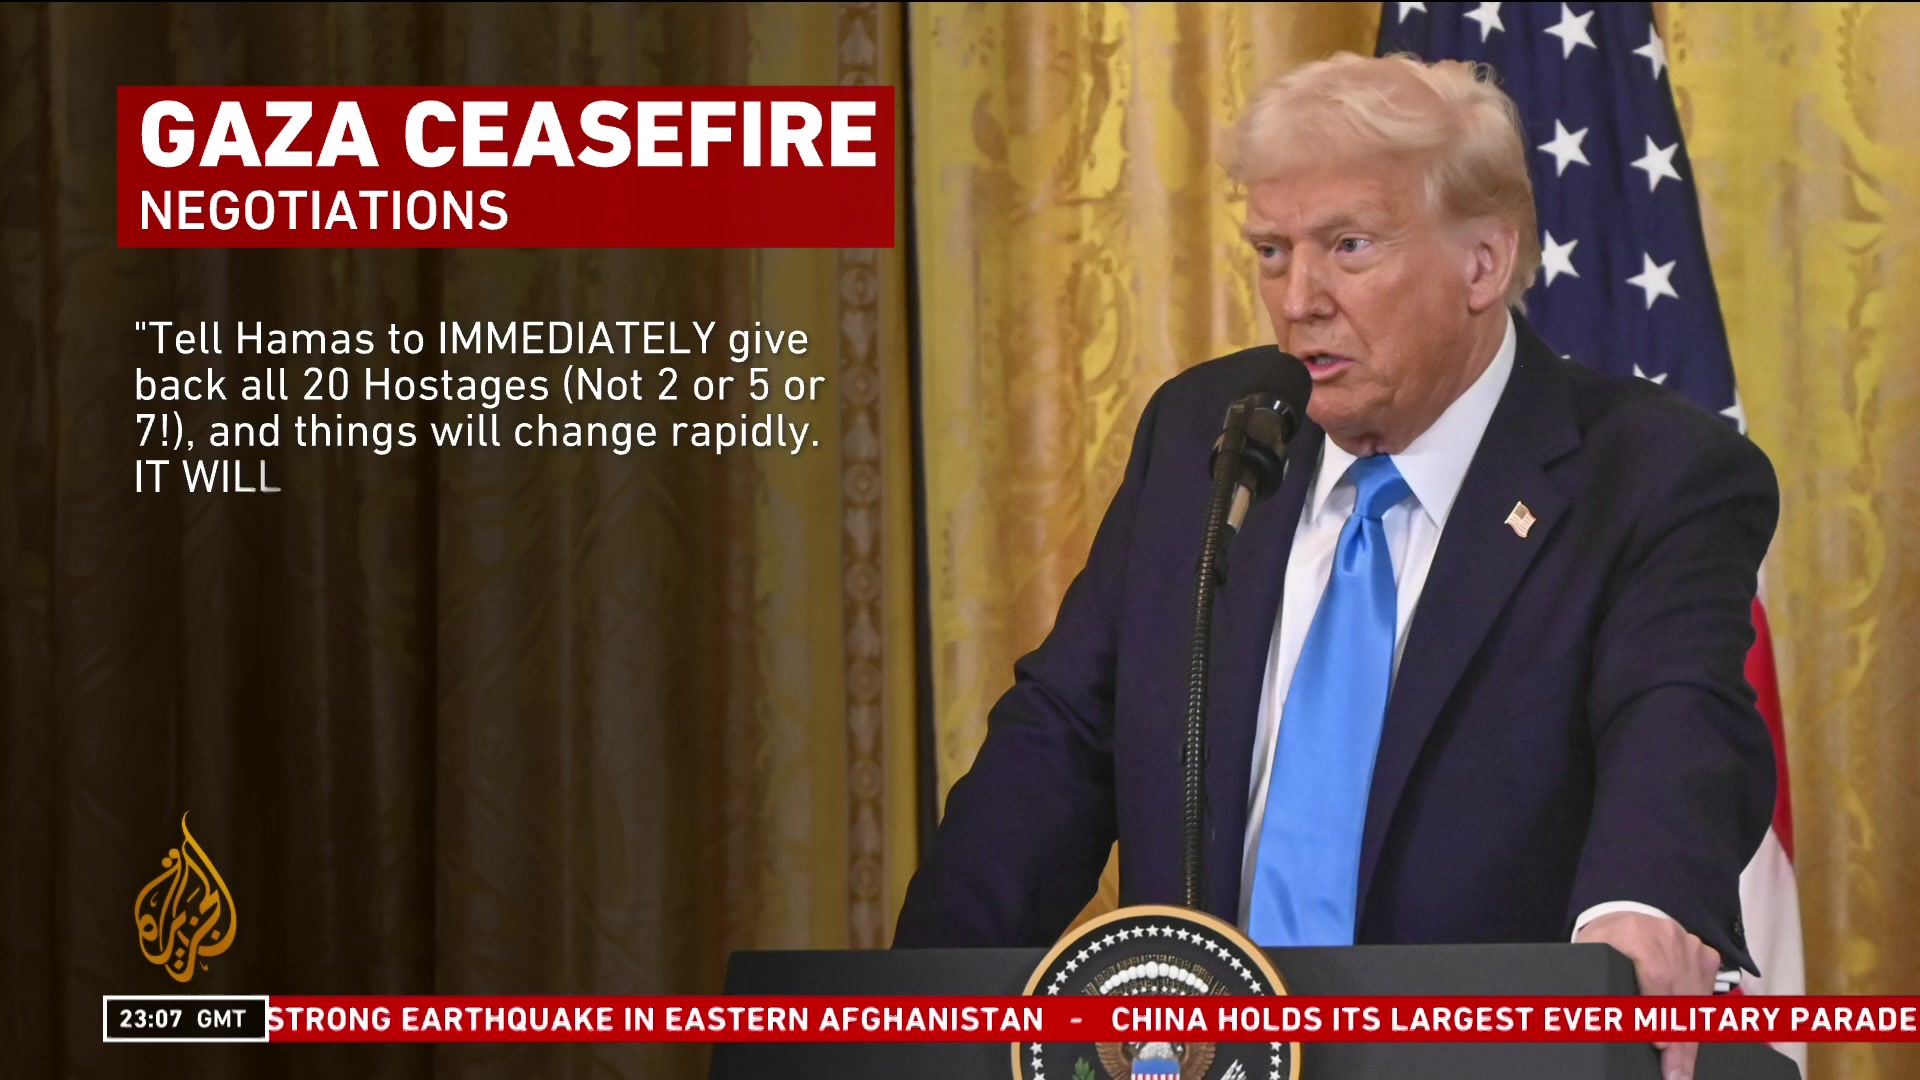 GAZA CEASEFIRE
NEGOTIATIONS
"Tell Hamas to IMMEDIATELY give
back all 20 Hostages (Not 2 or 5 or
7!), and things will change rapidly.
IT WILL
الجزيرة
23:07 GMT
STRONG EARTHQUAKE IN EASTERN AFGHANISTAN - CHINA HOLDS ITS LARGEST EVER MILITARY PARADE